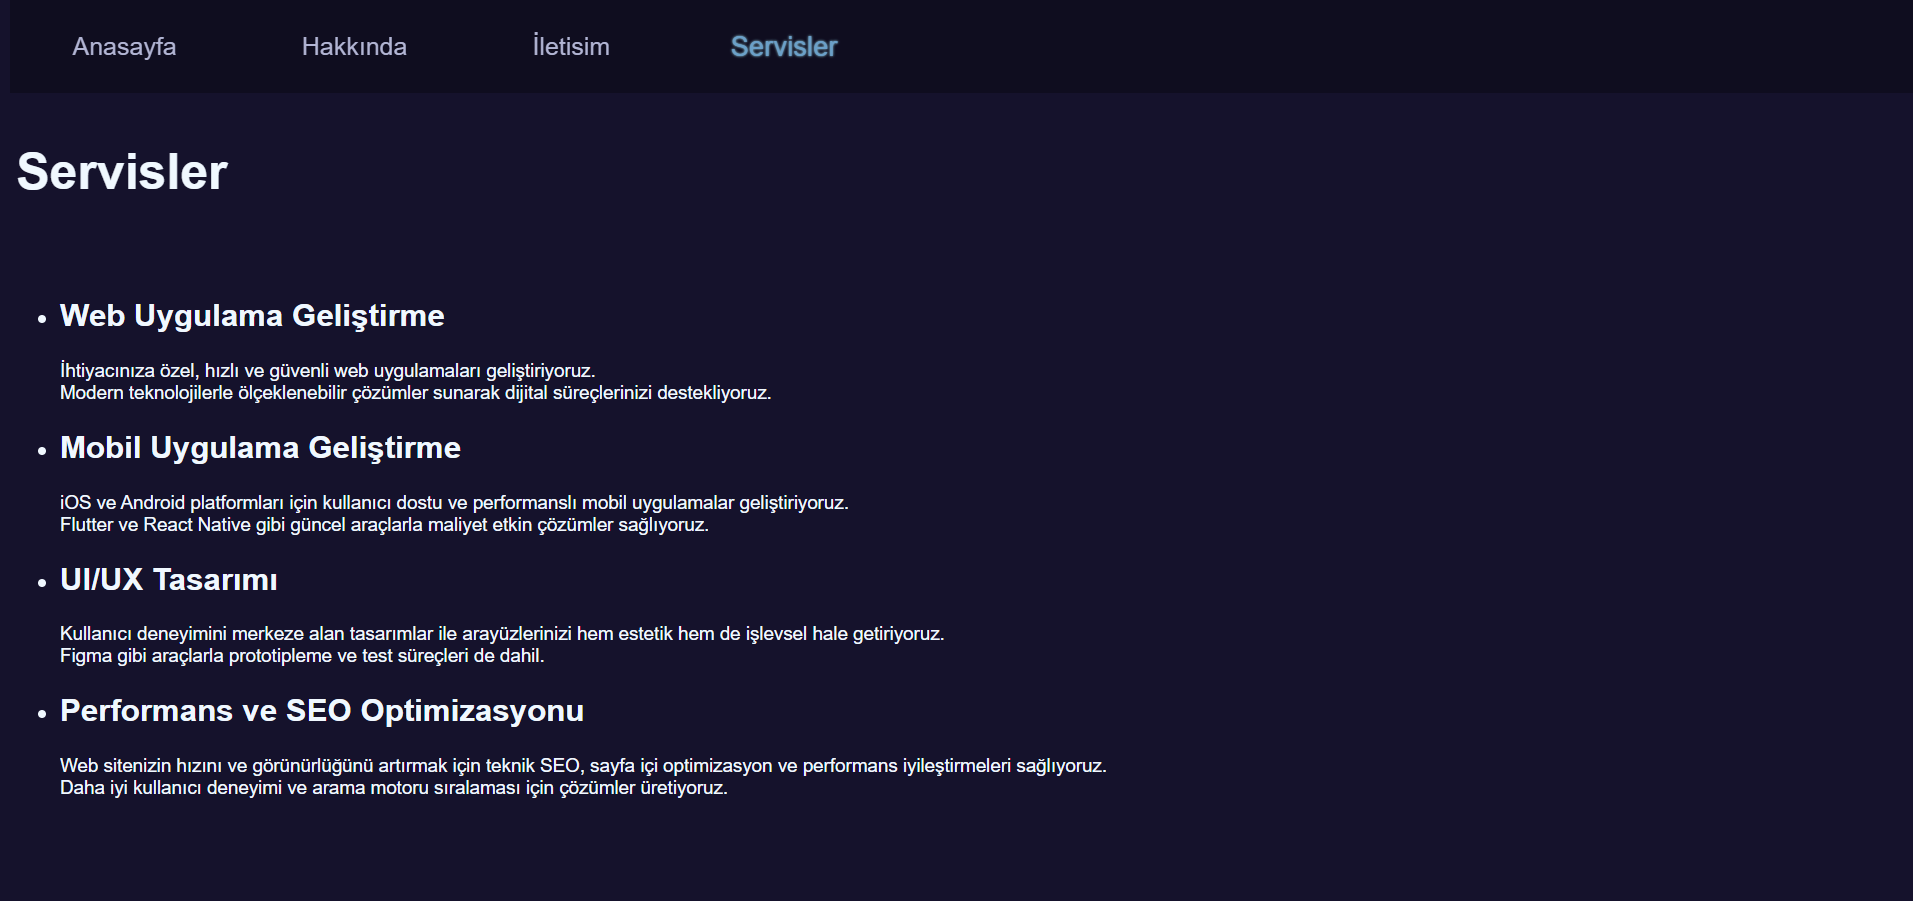 Anasayfa Hakkında İletisim Servisler
Servisler
Web Uygulama Geliştirme
İhtiyacınıza özel, hızlı ve güvenli web uygulamaları geliştiriyoruz.
Modern teknolojilerle ölçeklenebilir çözümler sunarak dijital süreçlerinizi destekliyoruz.
Mobil Uygulama Geliştirme
iOS ve Android platformları için kullanıcı dostu ve performanslı mobil uygulamalar geliştiriyoruz.
Flutter ve React Native gibi güncel araçlarla maliyet etkin çözümler sağlıyoruz.
UI/UX Tasarımı
Kullanıcı deneyimini merkeze alan tasarımlar ile arayüzlerinizi hem estetik hem de işlevsel hale getiriyoruz.
Figma gibi araçlarla prototipleme ve test süreçleri de dahil.
Performans ve SEO Optimizasyonu
Web sitenizin hızını ve görünürlüğünü artırmak için teknik SEO, sayfa içi optimizasyon ve performans iyileştirmeleri sağlıyoruz.
Daha iyi kullanıcı deneyimi ve arama motoru sıralaması için çözümler üretiyoruz.